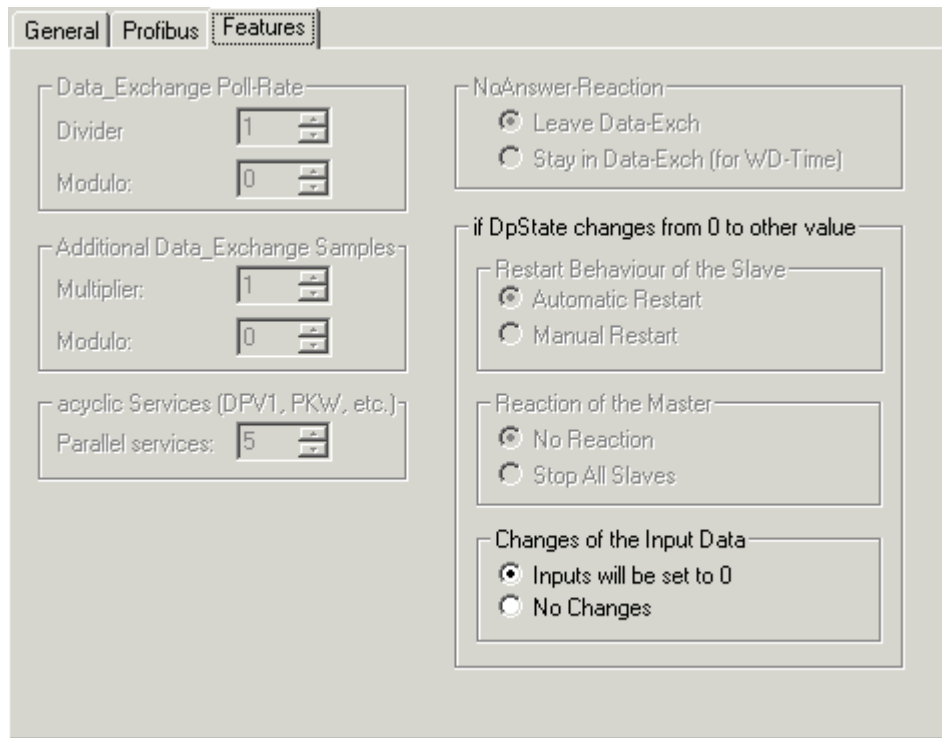 General
Profibus
Features
Data_Exchange Poll-Rate
Divider 1
Modulo: 0
Additional Data_Exchange Samples
Multiplier: 1
Modulo: 0
acyclic Services (DPV1, PKW, etc.)
Parallel services: 5
NoAnswer-Reaction
Leave Data-Exch
Stay in Data-Exch (for WD-Time)
if DpState changes from 0 to other value
Restart Behaviour of the Slave
Automatic Restart
Manual Restart
Reaction of the Master
No Reaction
Stop All Slaves
Changes of the Input Data
Inputs will be set to 0
No Changes